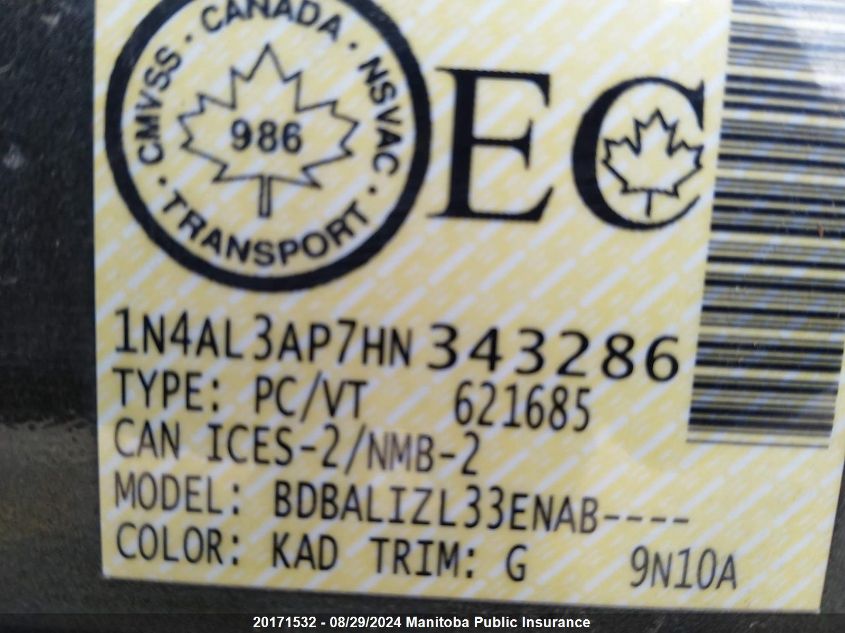 CANADA · NSVAC · TRANSPORT · CMVSS ·
986
EC
1N4AL3AP7HN343286
TYPE: PC/VT 621685
CAN ICES-2/NMB-2
MODEL: BDBALIZL33ENAB----
COLOR: KAD TRIM: G 9N10A
20171532 - 08/29/2024 Manitoba Public Insurance